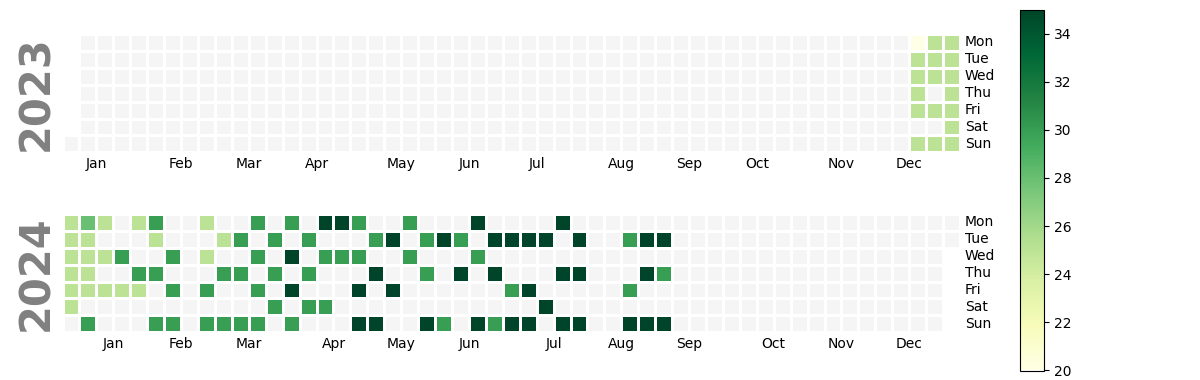 2023
Mon
Tue
Wed
Thu
Fri
Sat
Sun
Jan Feb Mar Apr May Jun Jul Aug Sep Oct Nov Dec
2024
Mon
Tue
Wed
Thu
Fri
Sat
Sun
Jan Feb Mar Apr May Jun Jul Aug Sep Oct Nov Dec
34
32
30
28
26
24
22
20